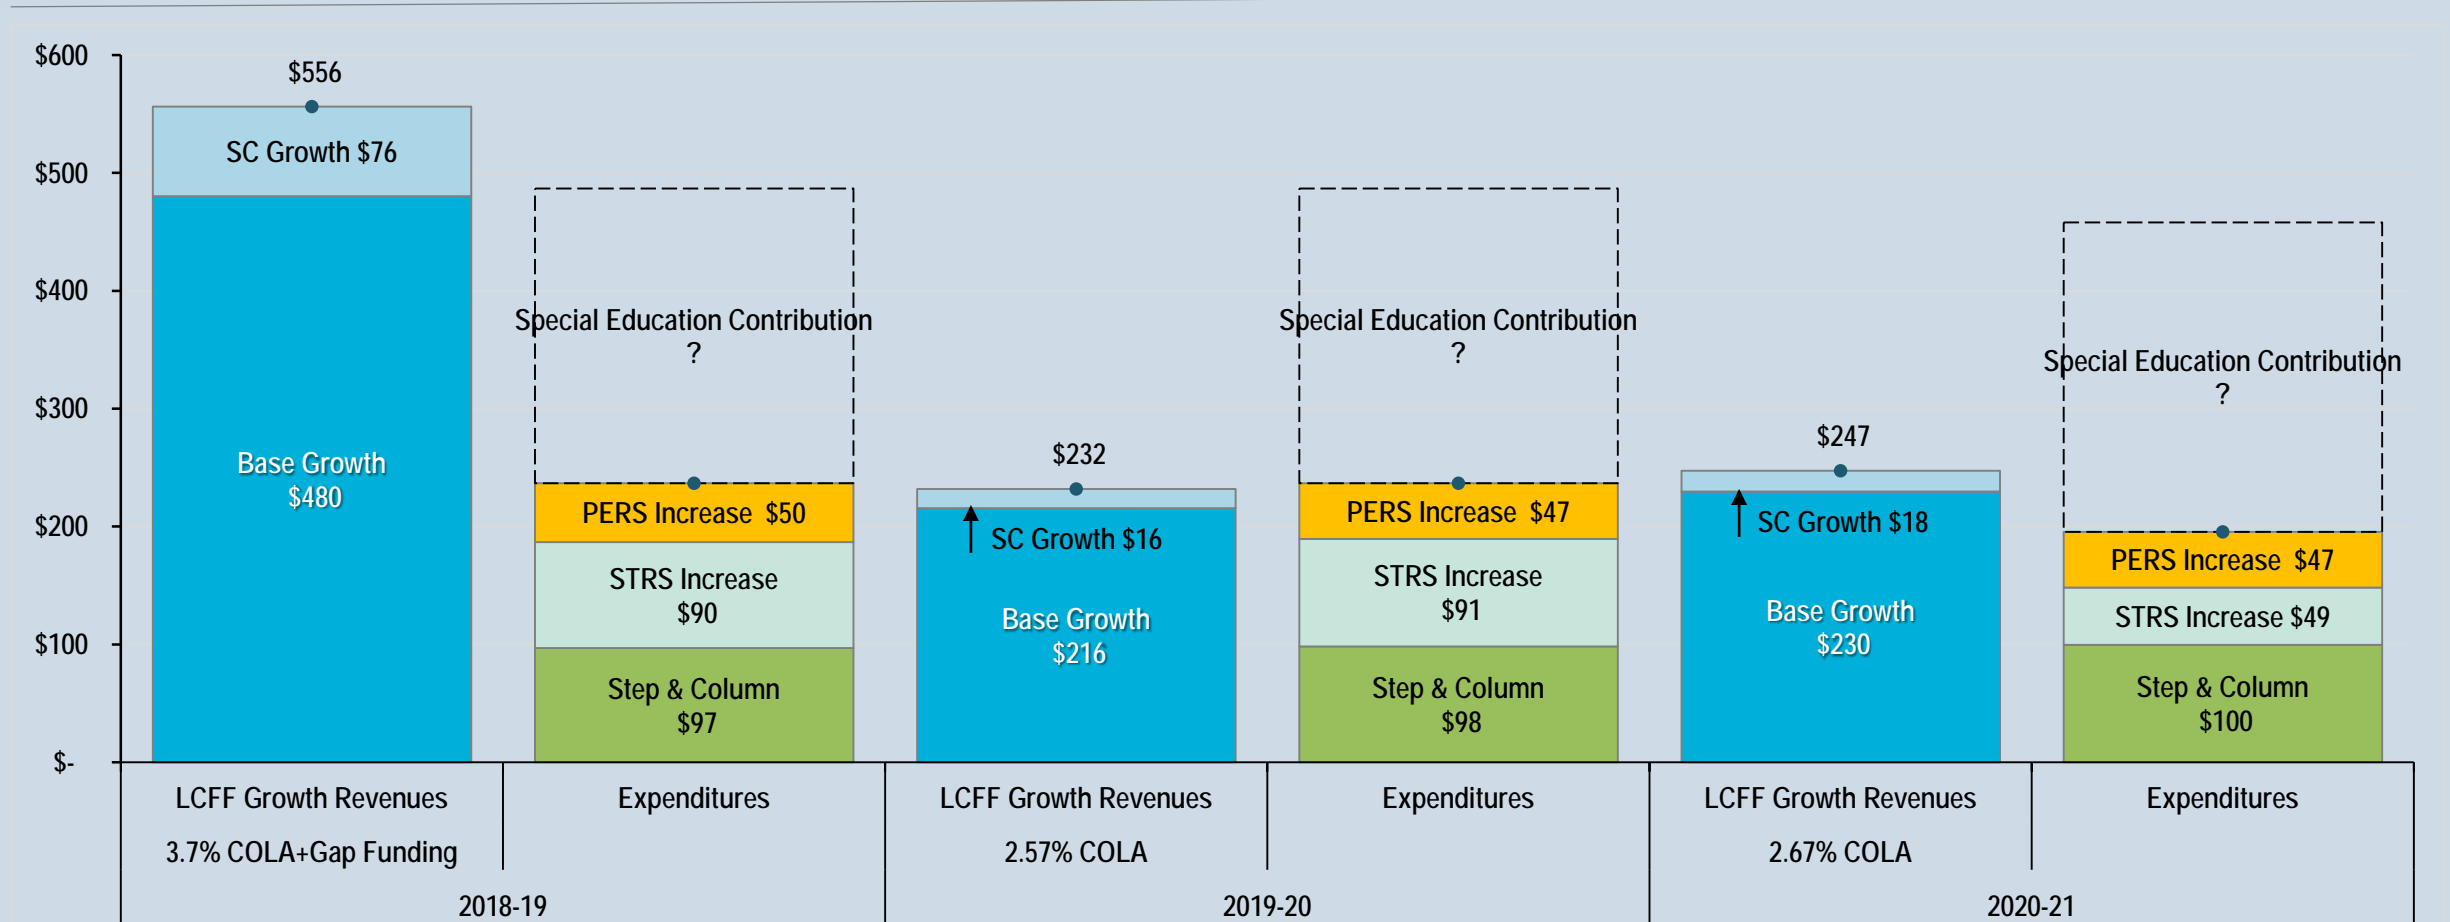 $600
$500
$400
$300
$200
$100
$-
$556
SC Growth $76
Base Growth
$480
Special Education Contribution
?
PERS Increase $50
STRS Increase
$90
Step & Column
$97
$232
SC Growth $16
Base Growth
$216
Special Education Contribution
?
PERS Increase $47
STRS Increase
$91
Step & Column
$98
$247
SC Growth $18
Base Growth
$230
Special Education Contribution
?
PERS Increase $47
STRS Increase $49
Step & Column
$100
LCFF Growth Revenues
Expenditures
LCFF Growth Revenues
Expenditures
LCFF Growth Revenues
Expenditures
3.7% COLA+Gap Funding
2.57% COLA
2.67% COLA
2018-19
2019-20
2020-21